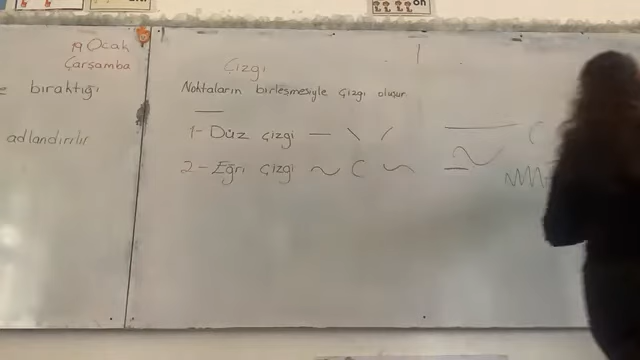 19 Ocak
Çarşamba
bıraktığı
adlandırılır
Çizgi
Noktaların birleşmesiyle çizgi oluşur.
1- Düz çizgi
2- Eğri çizgi